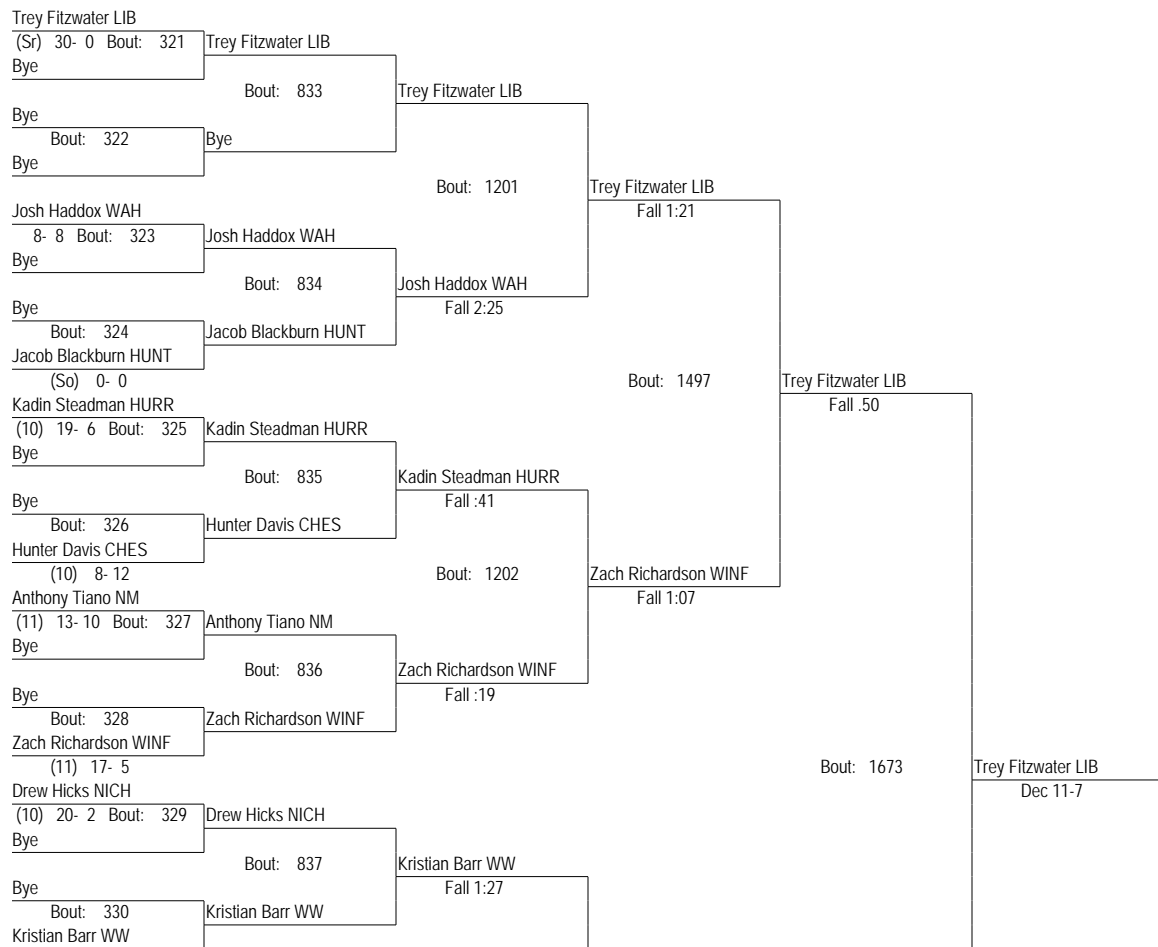 Trey Fitzwater LIB
(Sr) 30- 0 Bout: 321 Trey Fitzwater LIB
Bye
Bout: 833 Trey Fitzwater LIB
Bye
Bout: 322 Bye
Bye
Bout: 1201 Trey Fitzwater LIB
Josh Haddox WAH Fall 1:21
8- 8 Bout: 323 Josh Haddox WAH
Bye
Bout: 834 Josh Haddox WAH
Bye Fall 2:25
Bout: 324 Jacob Blackburn HUNT
Jacob Blackburn HUNT
(So) 0- 0 Bout: 1497 Trey Fitzwater LIB
Kadin Steadman HURR Fall .50
(10) 19- 6 Bout: 325 Kadin Steadman HURR
Bye
Bout: 835 Kadin Steadman HURR
Bye Fall :41
Bout: 326 Hunter Davis CHES
Hunter Davis CHES
(10) 8- 12 Bout: 1202 Zach Richardson WINF
Anthony Tiano NM Fall 1:07
(11) 13- 10 Bout: 327 Anthony Tiano NM
Bye
Bout: 836 Zach Richardson WINF
Bye Fall :19
Bout: 328 Zach Richardson WINF
Zach Richardson WINF
(11) 17- 5 Bout: 1673 Trey Fitzwater LIB
Drew Hicks NICH Dec 11-7
(10) 20- 2 Bout: 329 Drew Hicks NICH
Bye
Bout: 837 Kristian Barr WW
Bye Fall 1:27
Bout: 330 Kristian Barr WW
Kristian Barr WW